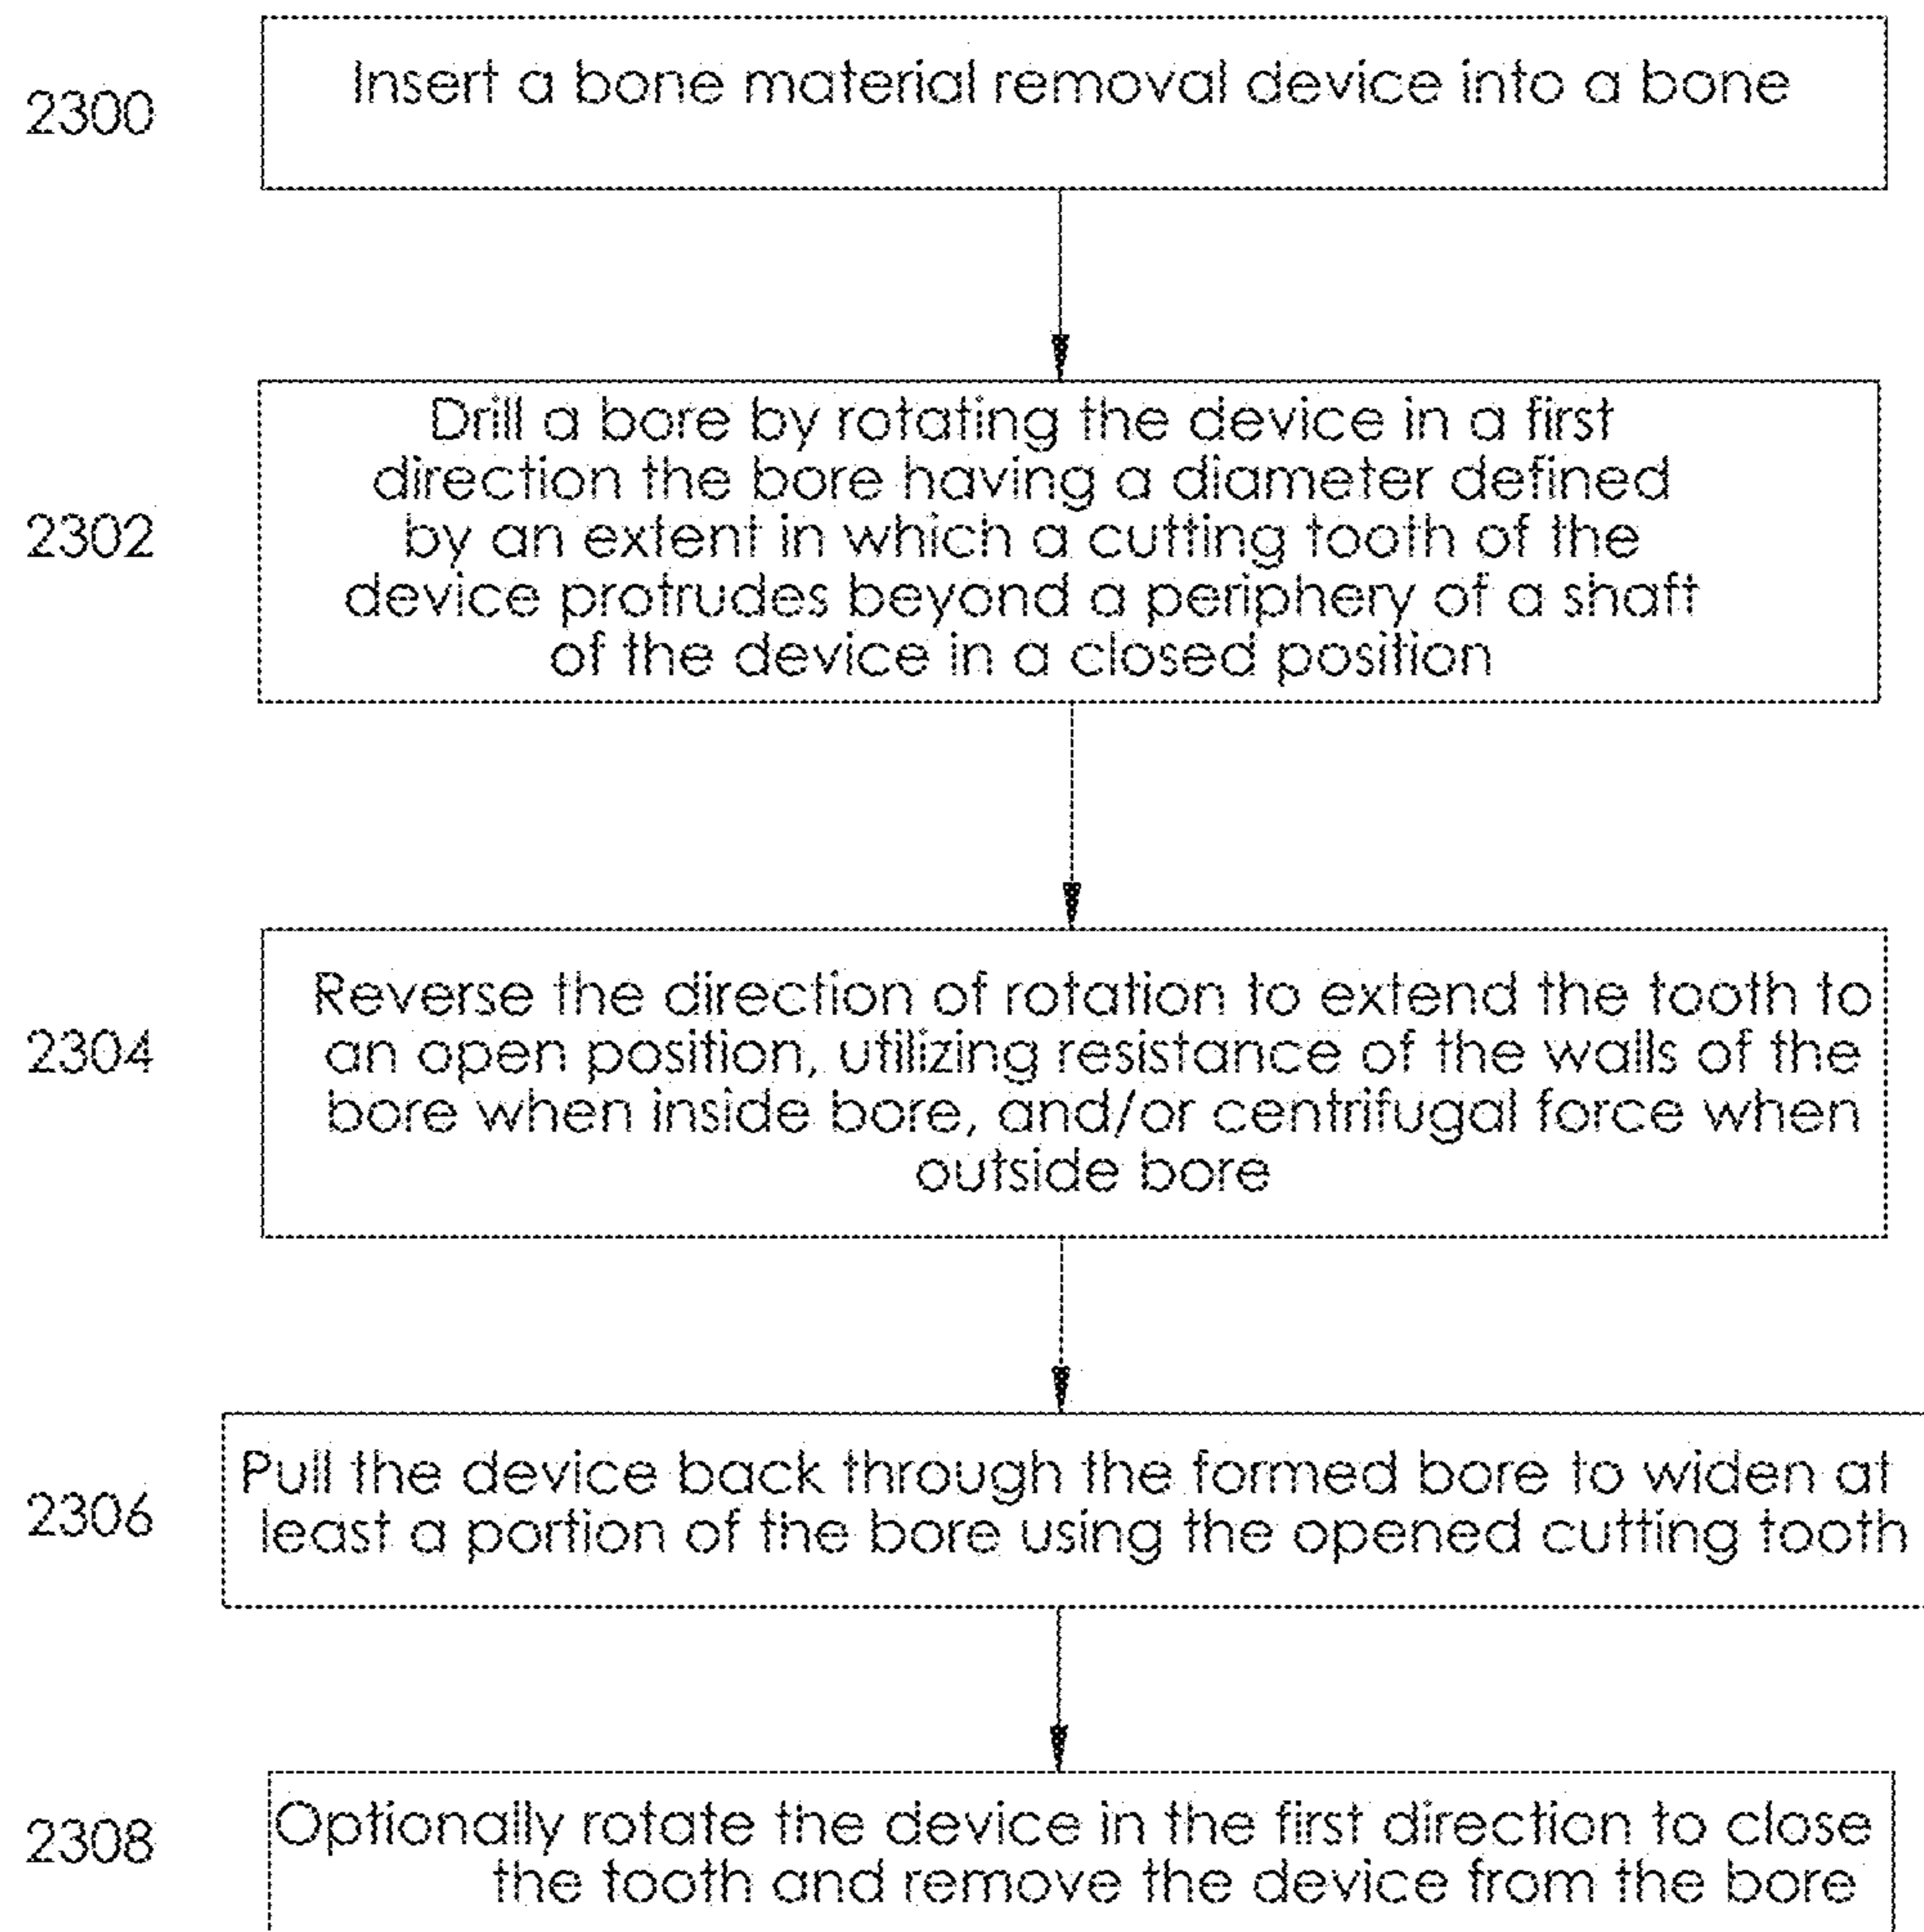 2300
Insert a bone material removal device into a bone
2302
Drill a bore by rotating the device in a first
direction the bore having a diameter defined
by an extent in which a cutting tooth of the
device protrudes beyond a periphery of a shaft
of the device in a closed position
2304
Reverse the direction of rotation to extend the tooth to
an open position, utilizing resistance of the walls of the
bore when inside bore, and/or centrifugal force when
outside bore
2306
Pull the device back through the formed bore to widen at
least a portion of the bore using the opened cutting tooth
2308
Optionally rotate the device in the first direction to close
the tooth and remove the device from the bore